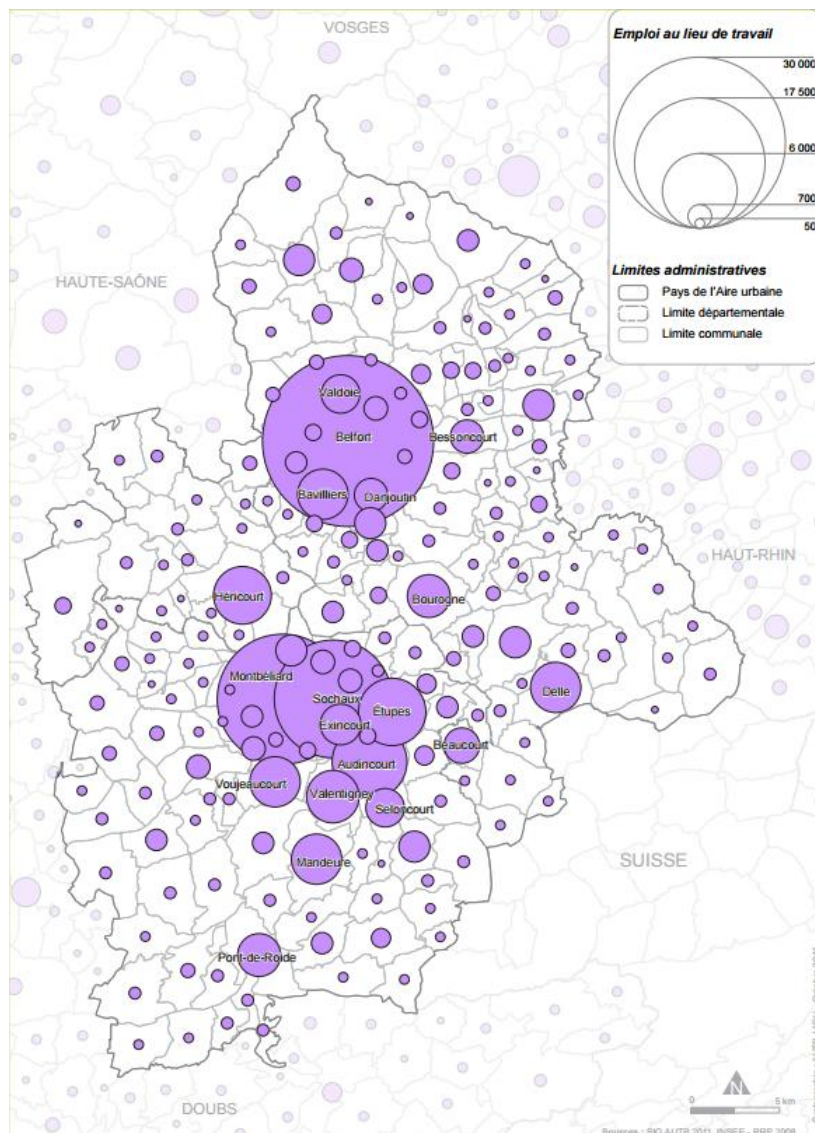 VOSGES
Emploi au lieu de travail
30 000
17 500
6 000
700
50
Limites administratives
Pays de l'Aire urbaine
Limite départementale
Limite communale
HAUTE-SAÔNE
Valdoie
Belfort
Bessoncourt
Bavilliers
Danjoutin
HAUT-RHIN
Héricourt
Bourogne
Montbéliard
Sochaux
Delle
Étupes
Exincourt
Beaucourt
Audincourt
Voujeaucourt
Valentigney
Seloncourt
SUISSE
Mandeure
Pont-de-Roide
N
5 km
DOUBS
Sources : SIG AUTB 2011, INSEE - RRP 2008